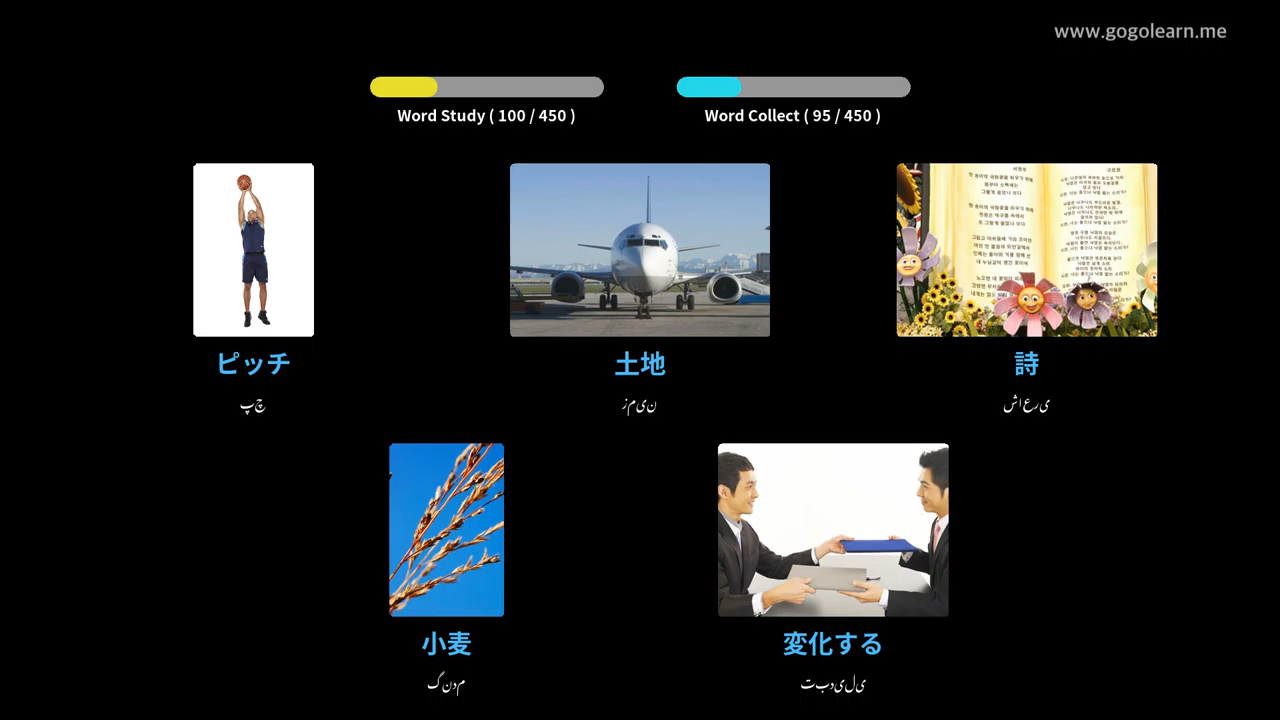 www.gogolearn.me
Word Study ( 100 / 450 )
Word Collect ( 95 / 450 )
ピッチ
پچ
土地
زمین
詩
شاعری
小麦
گندم
変化する
تبدیلی